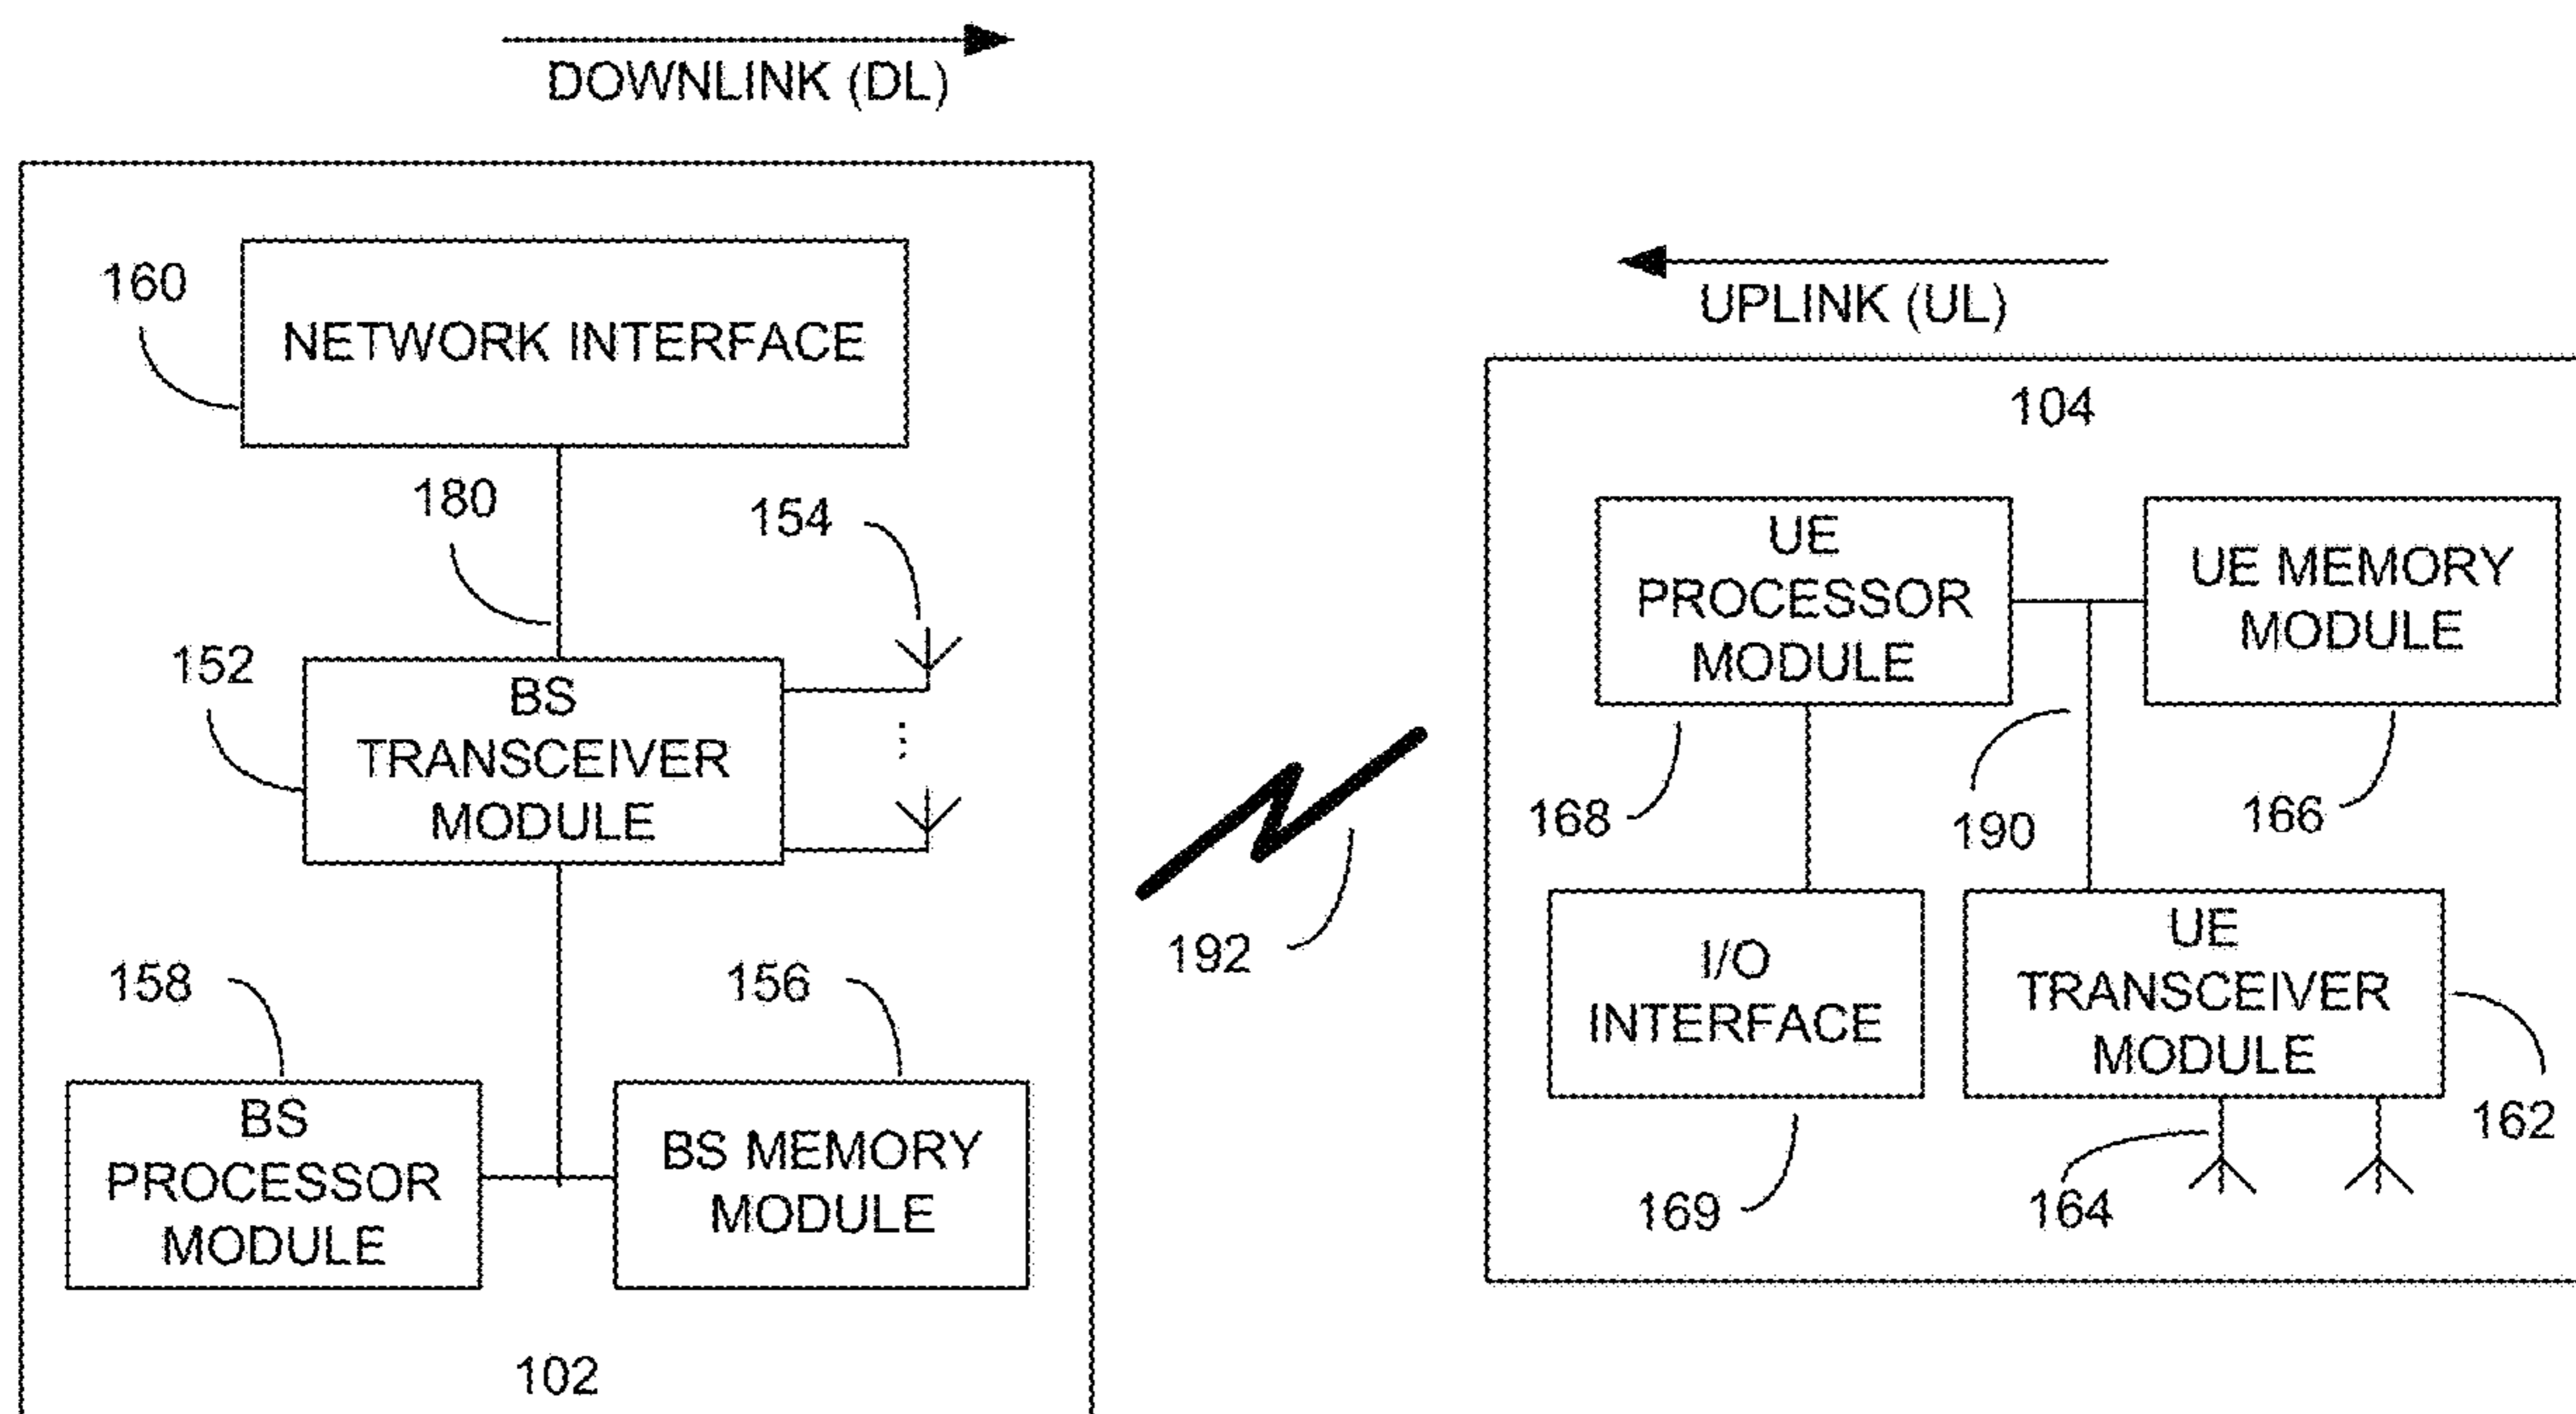 DOWNLINK (DL)
160
NETWORK INTERFACE
180
154
152
BS
TRANSCEIVER
MODULE
158
156
BS
PROCESSOR
MODULE
BS MEMORY
MODULE
102
192
UPLINK (UL)
104
UE
PROCESSOR
MODULE
UE MEMORY
MODULE
168
190
166
I/O
INTERFACE
UE
TRANSCEIVER
MODULE
162
169
164